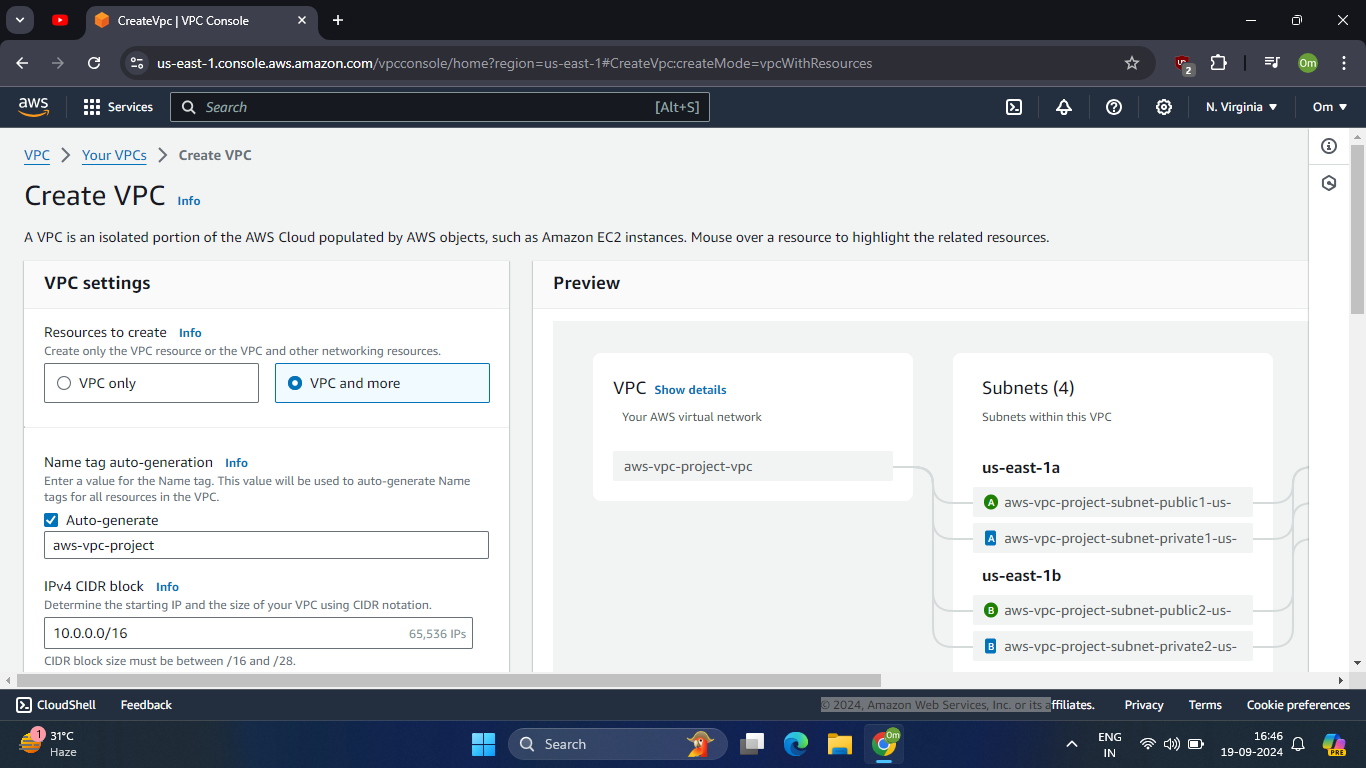 CreateVpc | VPC Console
us-east-1.console.aws.amazon.com/vpcconsole/home?region=us-east-1#CreateVpc:createMode=vpcWithResources
2
Om
aws
Services
Search
[Alt+S]
N. Virginia
Om
VPC
Your VPCs
Create VPC
Create VPC Info
A VPC is an isolated portion of the AWS Cloud populated by AWS objects, such as Amazon EC2 instances. Mouse over a resource to highlight the related resources.
VPC settings
Resources to create Info
Create only the VPC resource or the VPC and other networking resources.
VPC only
VPC and more
Name tag auto-generation Info
Enter a value for the Name tag. This value will be used to auto-generate Name
tags for all resources in the VPC.
Auto-generate
aws-vpc-project
IPv4 CIDR block Info
Determine the starting IP and the size of your VPC using CIDR notation.
10.0.0.0/16 65,536 IPs
CIDR block size must be between /16 and /28.
Preview
VPC Show details
Your AWS virtual network
aws-vpc-project-vpc
Subnets (4)
Subnets within this VPC
us-east-1a
A aws-vpc-project-subnet-public1-us-
A aws-vpc-project-subnet-private1-us-
us-east-1b
B aws-vpc-project-subnet-public2-us-
B aws-vpc-project-subnet-private2-us-
CloudShell
Feedback
© 2024, Amazon Web Services, Inc. or its affiliates.
Privacy
Terms
Cookie preferences
1
31°C
Haze
Search
Om
ENG
IN
16:46
19-09-2024
PRE